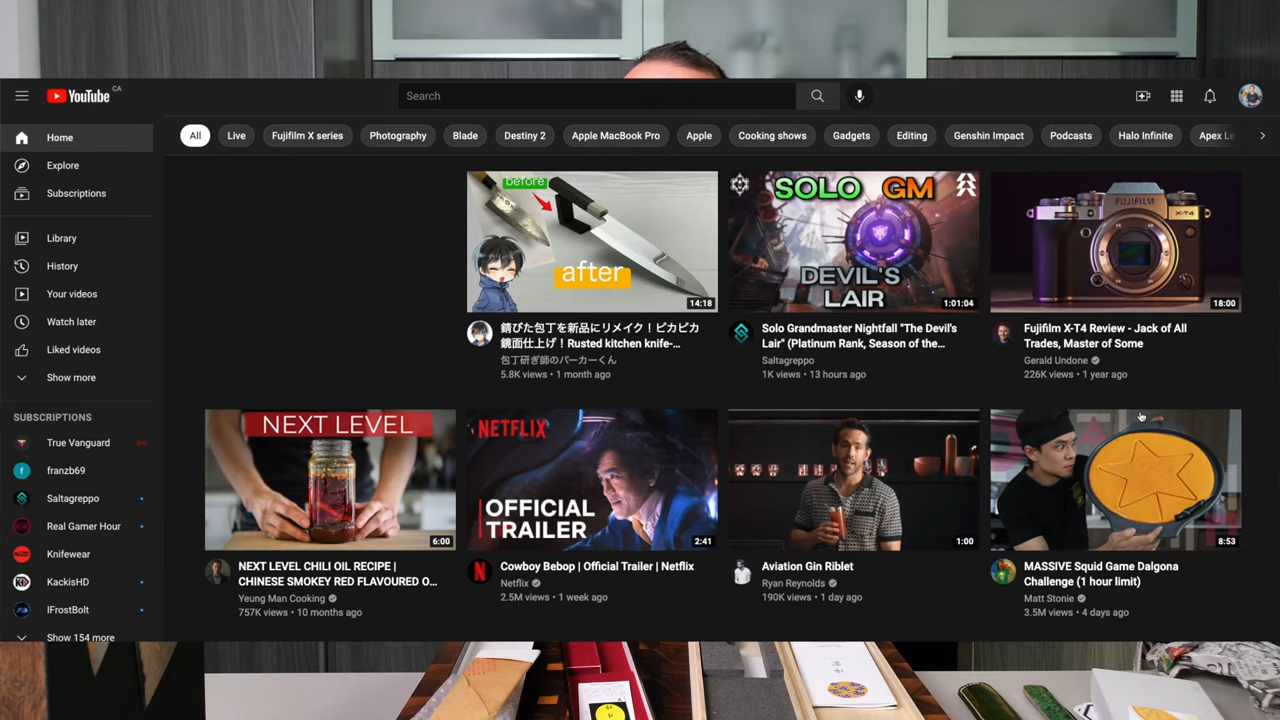 YouTube CA
Search
Home
Explore
Subscriptions
Library
History
Your videos
Watch later
Liked videos
Show more
SUBSCRIPTIONS
True Vanguard
franzb69
Saltagreppo
Real Gamer Hour
Knifewear
KackisHD
IFrostBolt
Show 154 more
All
Live
Fujifilm X series
Photography
Blade
Destiny 2
Apple MacBook Pro
Apple
Cooking shows
Gadgets
Editing
Genshin Impact
Podcasts
Halo Infinite
Apex Le
before
after
14:18
錆びた包丁を新品にリメイク！ピカピカ
鏡面仕上げ！Rusted kitchen knife-...
包丁研ぎ師のパーカーくん
5.8K views • 1 month ago
SOLO GM
DEVIL'S
LAIR
1:01:04
Solo Grandmaster Nightfall "The Devil's
Lair" (Platinum Rank, Season of the...
Saltagreppo
1K views • 13 hours ago
FUJIFILM
X-T4
18:00
Fujifilm X-T4 Review - Jack of All
Trades, Master of Some
Gerald Undone
226K views • 1 year ago
NEXT LEVEL
6:00
NEXT LEVEL CHILI OIL RECIPE |
CHINESE SMOKEY RED FLAVOURED O...
Yeung Man Cooking
757K views • 10 months ago
NETFLIX
OFFICIAL
TRAILER
2:41
Cowboy Bebop | Official Trailer | Netflix
Netflix
2.5M views • 1 week ago
1:00
Aviation Gin Riblet
Ryan Reynolds
190K views • 1 day ago
8:53
MASSIVE Squid Game Dalgona
Challenge (1 hour limit)
Matt Stonie
3.5M views • 4 days ago